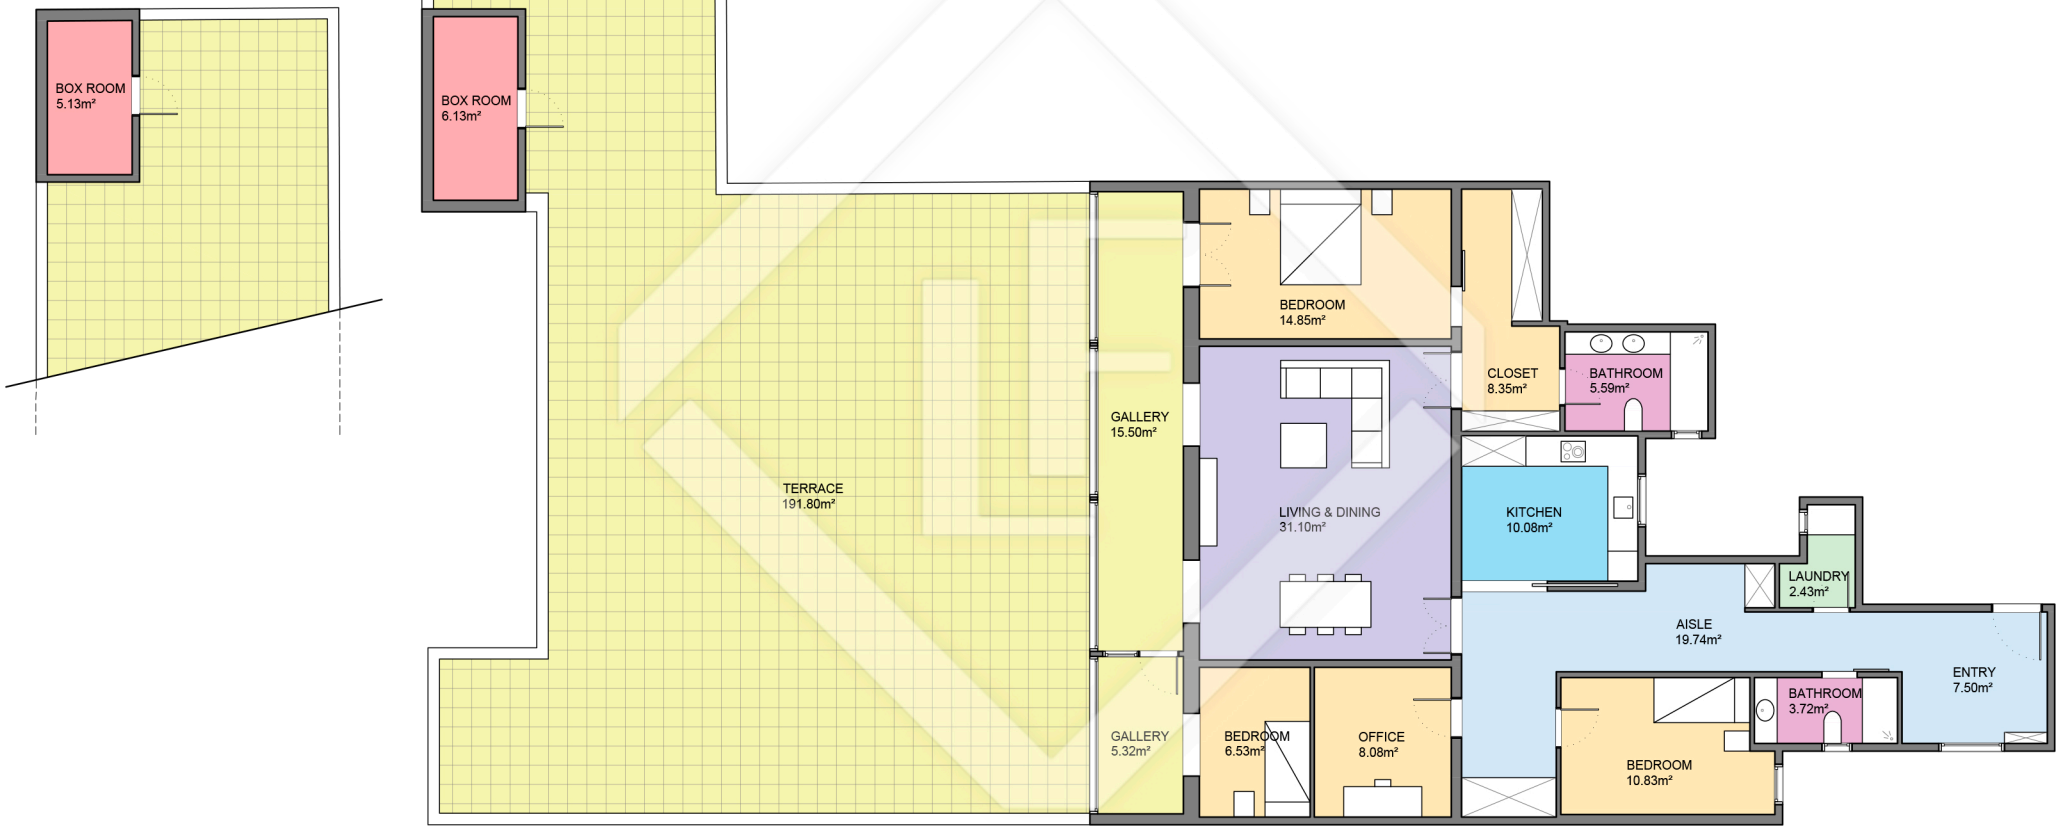 BOX ROOM
5.13m²
BOX ROOM
6.13m²
TERRACE
191.80m²
GALLERY
15.50m²
GALLERY
5.32m²
BEDROOM
14.85m²
LIVING & DINING
31.10m²
CLOSET
8.35m²
BATHROOM
5.59m²
KITCHEN
10.08m²
LAUNDRY
2.43m²
AISLE
19.74m²
ENTRY
7.50m²
BATHROOM
3.72m²
BEDROOM
6.53m²
OFFICE
8.08m²
BEDROOM
10.83m²